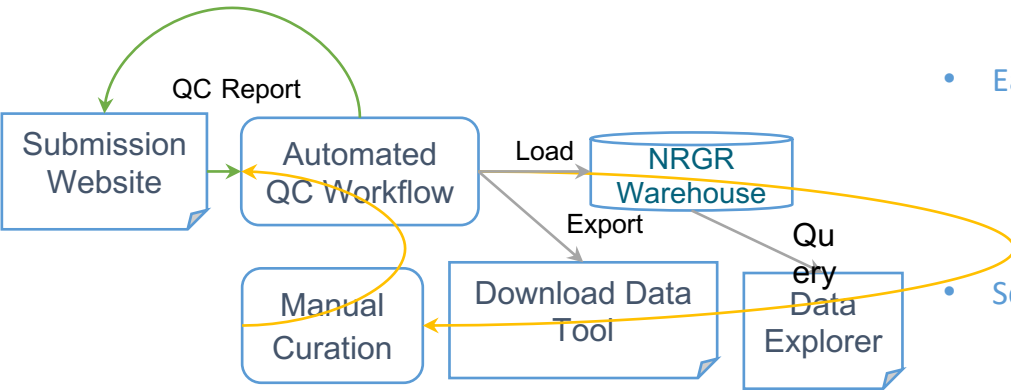 QC Report
Submission
Website
Automated
QC Workflow
Load
NRGR
Warehouse
Export
Qu
ery
Manual
Curation
Download Data
Tool
Data
Explorer